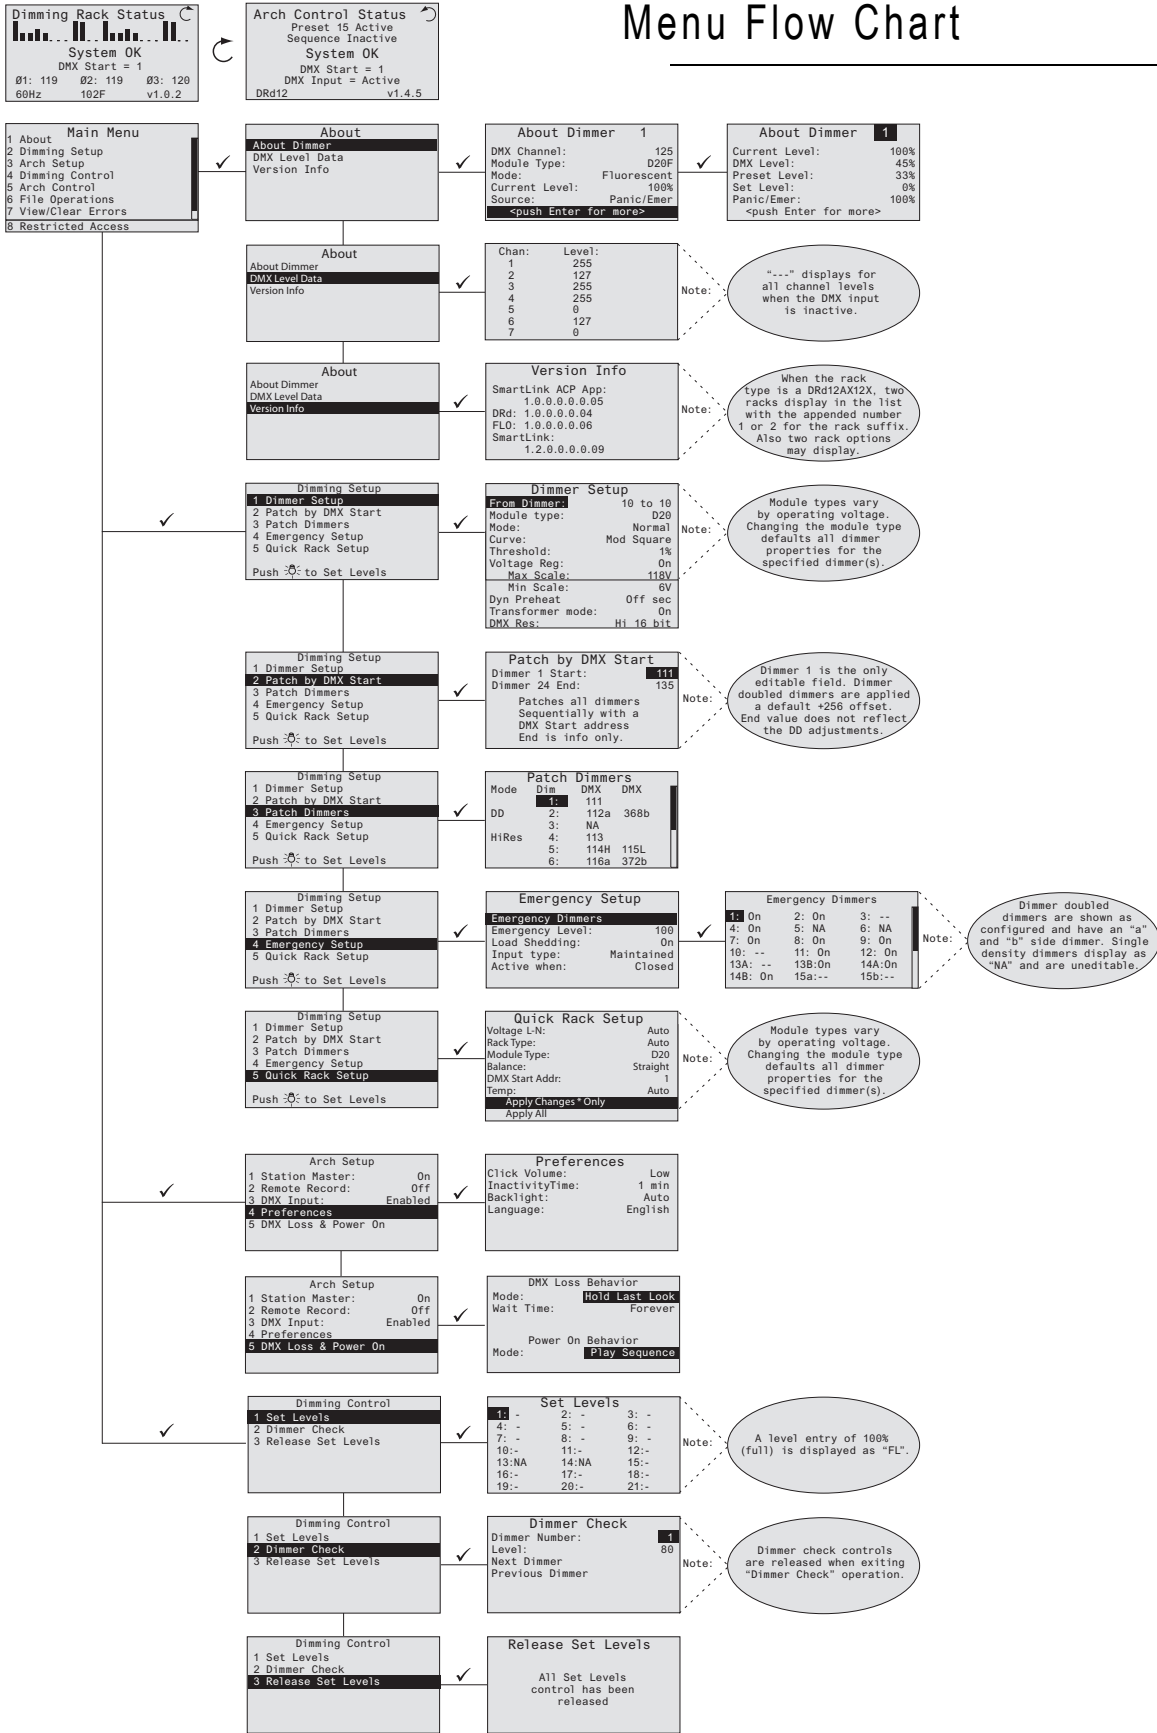 Menu Flow Chart
Dimming Rack Status
System OK
DMX Start = 1
Ø1: 119 Ø2: 119 Ø3: 120
60Hz 102F v1.0.2
Arch Control Status
Preset 15 Active
Sequence Inactive
System OK
DMX Start = 1
DMX Input = Active
DRd12 v1.4.5
Main Menu
1 About
2 Dimming Setup
3 Arch Setup
4 Dimming Control
5 Arch Control
6 File Operations
7 View/Clear Errors
8 Restricted Access
About
About Dimmer
DMX Level Data
Version Info
About Dimmer 1
DMX Channel: 125
Module Type: D20F
Mode: Fluorescent
Current Level: 100%
Source: Panic/Emer
<push Enter for more>
About Dimmer 1
Current Level: 100%
DMX Level: 45%
Preset Level: 33%
Set Level: 0%
Panic/Emer: 100%
<push Enter for more>
About
About Dimmer
DMX Level Data
Version Info
Chan: Level:
1 255
2 127
3 255
4 255
5 0
6 127
7 0
Note:
“---” displays for
all channel levels
when the DMX input
is inactive.
About
About Dimmer
DMX Level Data
Version Info
Version Info
SmartLink ACP App:
1.0.0.0.0.0.05
DRd: 1.0.0.0.0.04
FLO: 1.0.0.0.0.06
SmartLink:
1.2.0.0.0.0.09
Note:
When the rack
type is a DRd12AX12X, two
racks display in the list
with the appended number
1 or 2 for the rack suffix.
Also two rack options
may display.
Dimming Setup
1 Dimmer Setup
2 Patch by DMX Start
3 Patch Dimmers
4 Emergency Setup
5 Quick Rack Setup
Push to Set Levels
Dimmer Setup
From Dimmer: 10 to 10
Module type: D20
Mode: Normal
Curve: Mod Square
Threshold: 1%
Voltage Reg: On
Max Scale: 118V
Min Scale: 6V
Dyn Preheat Off sec
Transformer mode: On
DMX Res: Hi 16 bit
Note:
Module types vary
by operating voltage.
Changing the module type
defaults all dimmer
properties for the
specified dimmer(s).
Dimming Setup
1 Dimmer Setup
2 Patch by DMX Start
3 Patch Dimmers
4 Emergency Setup
5 Quick Rack Setup
Push to Set Levels
Patch by DMX Start
Dimmer 1 Start: 111
Dimmer 24 End: 135
Patches all dimmers
Sequentially with a
DMX Start address
End is info only.
Note:
Dimmer 1 is the only
editable field. Dimmer
doubled dimmers are applied
a default +256 offset.
End value does not reflect
the DD adjustments.
Dimming Setup
1 Dimmer Setup
2 Patch by DMX Start
3 Patch Dimmers
4 Emergency Setup
5 Quick Rack Setup
Push to Set Levels
Patch Dimmers
Mode Dim DMX DMX
1: 111
DD 2: 112a 368b
3: NA
HiRes 4: 113
5: 114H 115L
6: 116a 372b
Dimming Setup
1 Dimmer Setup
2 Patch by DMX Start
3 Patch Dimmers
4 Emergency Setup
5 Quick Rack Setup
Push to Set Levels
Emergency Setup
Emergency Dimmers
Emergency Level: 100
Load Shedding: On
Input type: Maintained
Active when: Closed
Emergency Dimmers
1: On 2: On 3: --
4: On 5: NA 6: NA
7: On 8: On 9: On
10: -- 11: On 12: On
13A: -- 13B:On 14A:On
14B: On 15a:-- 15b:--
Note:
Dimmer doubled
dimmers are shown as
configured and have an “a”
and “b” side dimmer. Single
density dimmers display as
“NA” and are uneditable.
Dimming Setup
1 Dimmer Setup
2 Patch by DMX Start
3 Patch Dimmers
4 Emergency Setup
5 Quick Rack Setup
Push to Set Levels
Quick Rack Setup
Voltage L-N: Auto
Rack Type: Auto
Module Type: D20
Balance: Straight
DMX Start Addr: 1
Temp: Auto
Apply Changes * Only
Apply All
Note:
Module types vary
by operating voltage.
Changing the module type
defaults all dimmer
properties for the
specified dimmer(s).
Arch Setup
1 Station Master: On
2 Remote Record: Off
3 DMX Input: Enabled
4 Preferences
5 DMX Loss & Power On
Preferences
Click Volume: Low
InactivityTime: 1 min
Backlight: Auto
Language: English
Arch Setup
1 Station Master: On
2 Remote Record: Off
3 DMX Input: Enabled
4 Preferences
5 DMX Loss & Power On
DMX Loss Behavior
Mode: Hold Last Look
Wait Time: Forever
Power On Behavior
Mode: Play Sequence
Dimming Control
1 Set Levels
2 Dimmer Check
3 Release Set Levels
Set Levels
1: - 2: - 3: -
4: - 5: - 6: -
7: - 8: - 9: -
10:- 11:- 12:-
13:NA 14:NA 15:-
16:- 17:- 18:-
19:- 20:- 21:-
Note:
A level entry of 100%
(full) is displayed as “FL”.
Dimming Control
1 Set Levels
2 Dimmer Check
3 Release Set Levels
Dimmer Check
Dimmer Number: 1
Level: 80
Next Dimmer
Previous Dimmer
Note:
Dimmer check controls
are released when exiting
“Dimmer Check” operation.
Dimming Control
1 Set Levels
2 Dimmer Check
3 Release Set Levels
Release Set Levels
All Set Levels
control has been
released